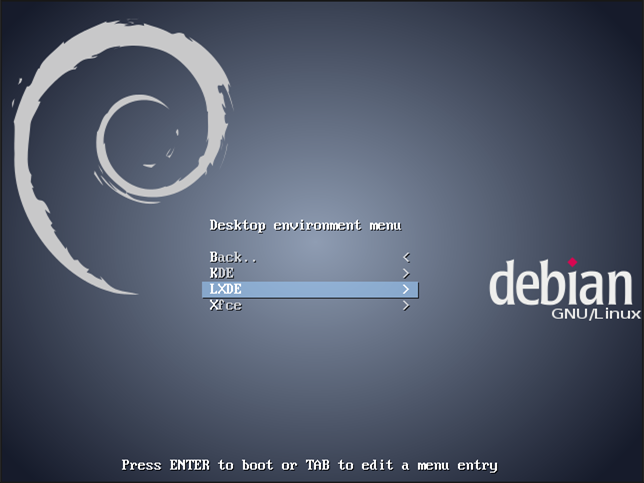 Desktop environment menu
Back.. <
KDE >
LXDE >
Xfce >
debian
GNU/Linux
Press ENTER to boot or TAB to edit a menu entry